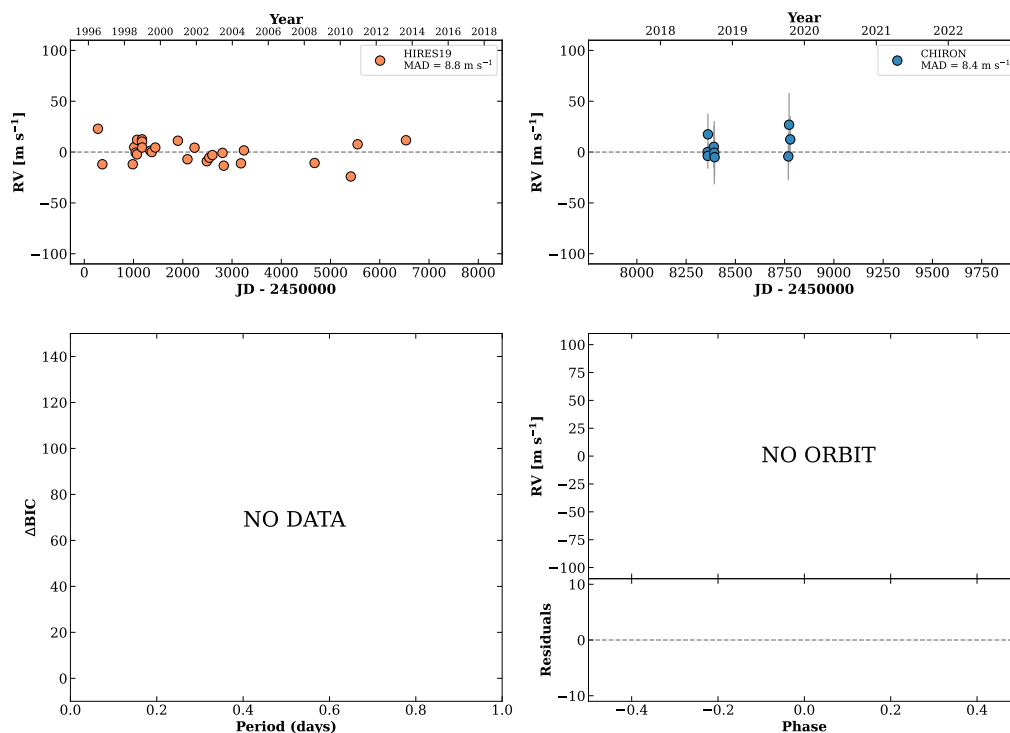 Year
1996 1998 1999 2000 2002 2003 2004 2006 2008 2009 2010 2012 2013 2014 2016 2018
HIRES19
MAD = 8.8 m s⁻¹
RV [m s⁻¹]
100
50
0
−50
−100
0 1000 2000 3000 4000 5000 6000 7000 8000
JD - 2450000
Year
2018 2019 2020 2021 2022
CHIRON
MAD = 8.4 m s⁻¹
RV [m s⁻¹]
100
50
0
−50
−100
8000 8250 8500 8750 9000 9250 9500 9750
JD - 2450000
ΔBIC
140
120
100
80
60
40
20
0
NO DATA
0.0 0.2 0.4 0.6 0.8 1.0
Period (days)
RV [m s⁻¹]
100
75
50
25
0
−25
−50
−75
−100
NO ORBIT
Residuals
10
0
−10
−0.4 −0.2 0.0 0.2 0.4
Phase